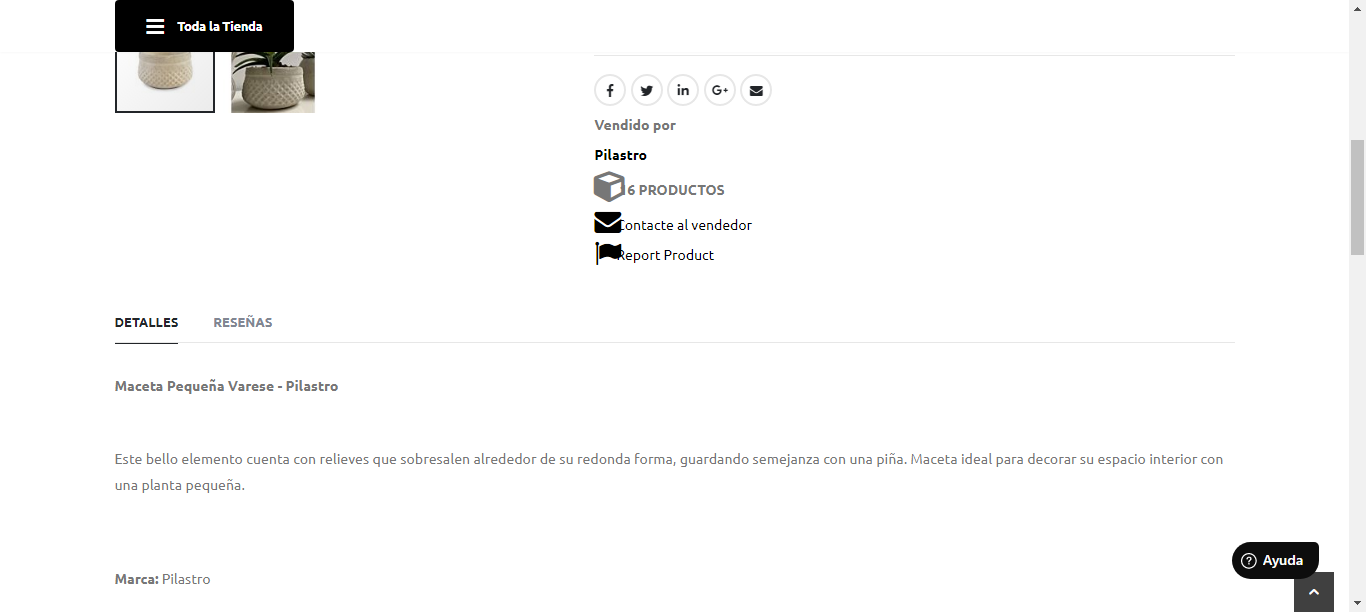 Toda la Tienda
Vendido por
Pilastro
6 PRODUCTOS
Contacte al vendedor
Report Product
DETALLES RESEÑAS
Maceta Pequeña Varese - Pilastro
Este bello elemento cuenta con relieves que sobresalen alrededor de su redonda forma, guardando semejanza con una piña. Maceta ideal para decorar su espacio interior con
una planta pequeña.
Ayuda
Marca: Pilastro